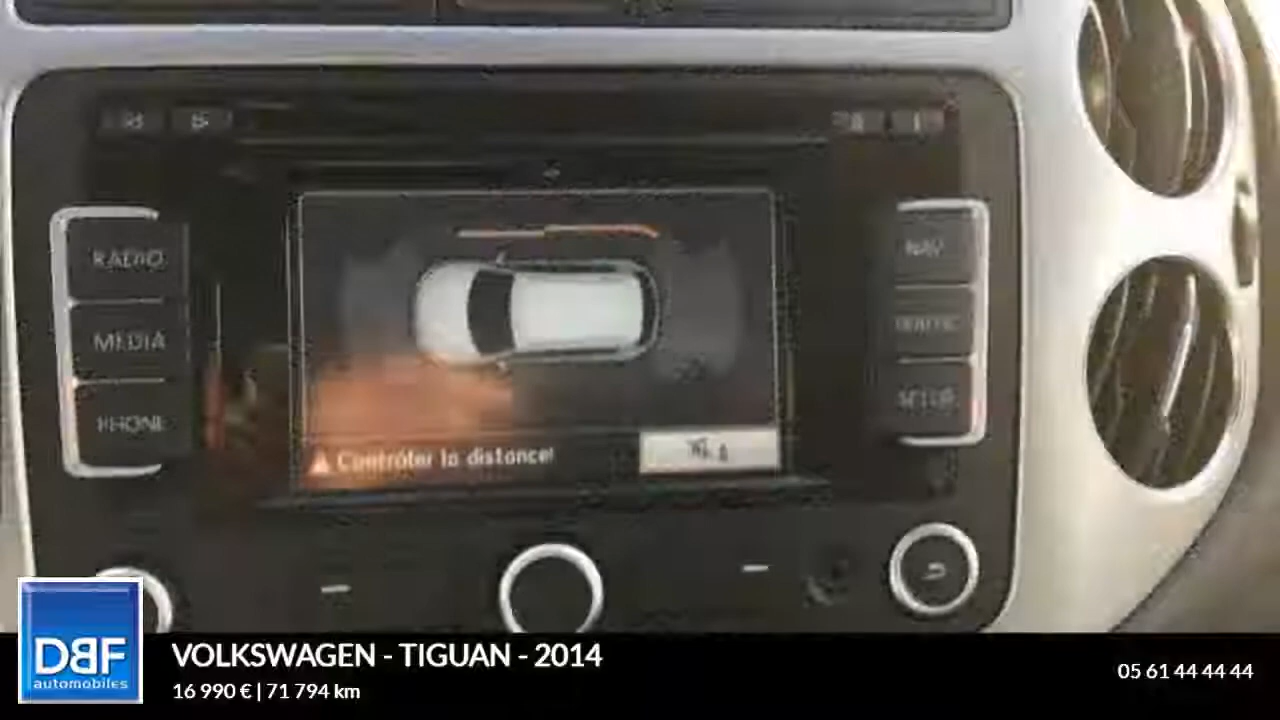 RADIO
MEDIA
PHONE
NAV
TRAFFIC
SETUP
Contrôler la distance!
DBF
automobiles
VOLKSWAGEN - TIGUAN - 2014
16 990 € | 71 794 km
05 61 44 44 44